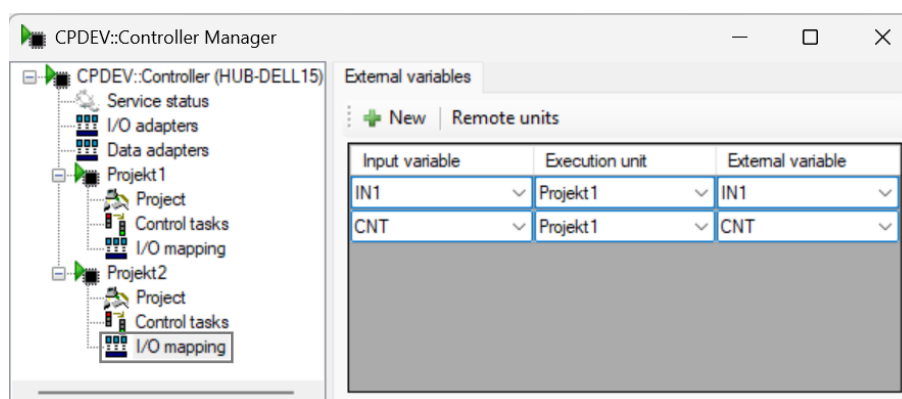 CPDEV::Controller Manager
CPDEV::Controller (HUB-DELL15)
Service status
I/O adapters
Data adapters
Projekt1
Project
Control tasks
I/O mapping
Projekt2
Project
Control tasks
I/O mapping
External variables
New Remote units
Input variable Execution unit External variable
IN1 Projekt1 IN1
CNT Projekt1 CNT